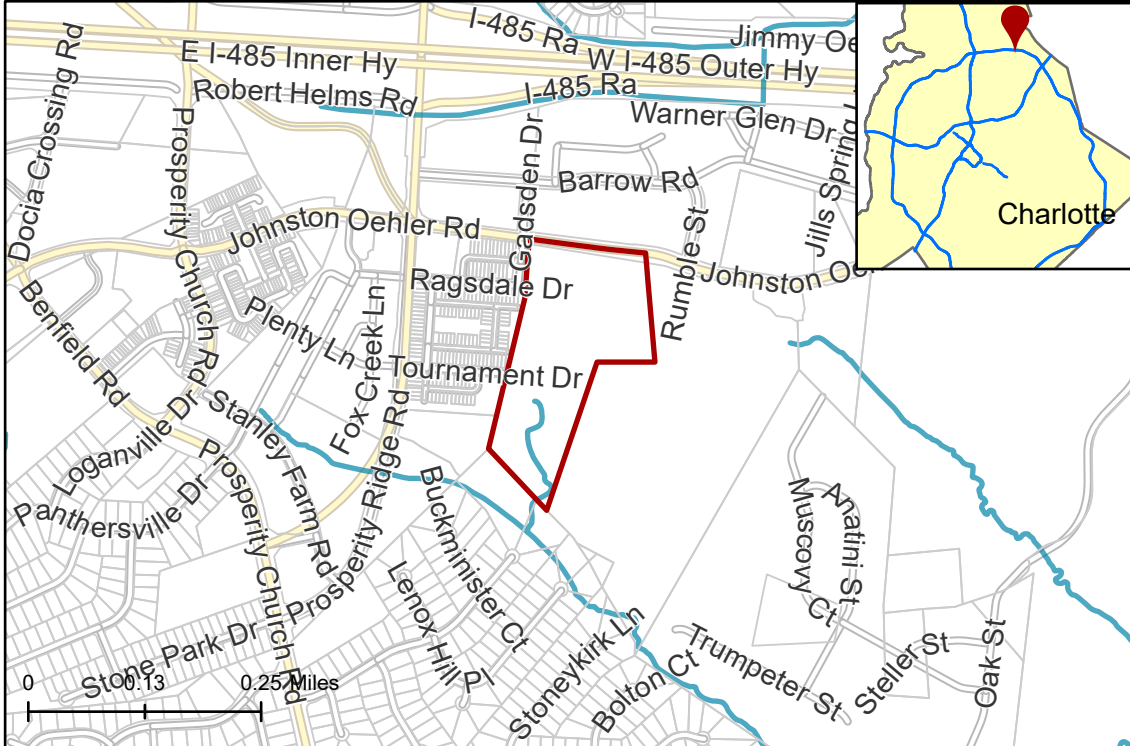 I-485 Ra
Jimmy Oe
E I-485 Inner Hy
W I-485 Outer Hy
I-485 Ra
Robert Helms Rd
Warner Glen Dr
Docia Crossing Rd
Prosperity Church Rd
Gadsden Dr
Barrow Rd
Jills Spring
Charlotte
Johnston Oehler Rd
Rumble St
Johnston Oe
Ragsdale Dr
Benfield Rd
Plenty Ln
Fox Creek Ln
Tournament Dr
Loganville Dr
Stanley Farm Rd
Panthersville Dr
Prosperity Church Rd
Prosperity Ridge Rd
Buckminister Ct
Muscovy Ct
Anatini St
Lenox Hill Pl
Stone Park Dr
Stoneykirk Ln
Bolton Ct
Trumpeter St
Steller St
Oak St
0
0.13
0.25 Miles